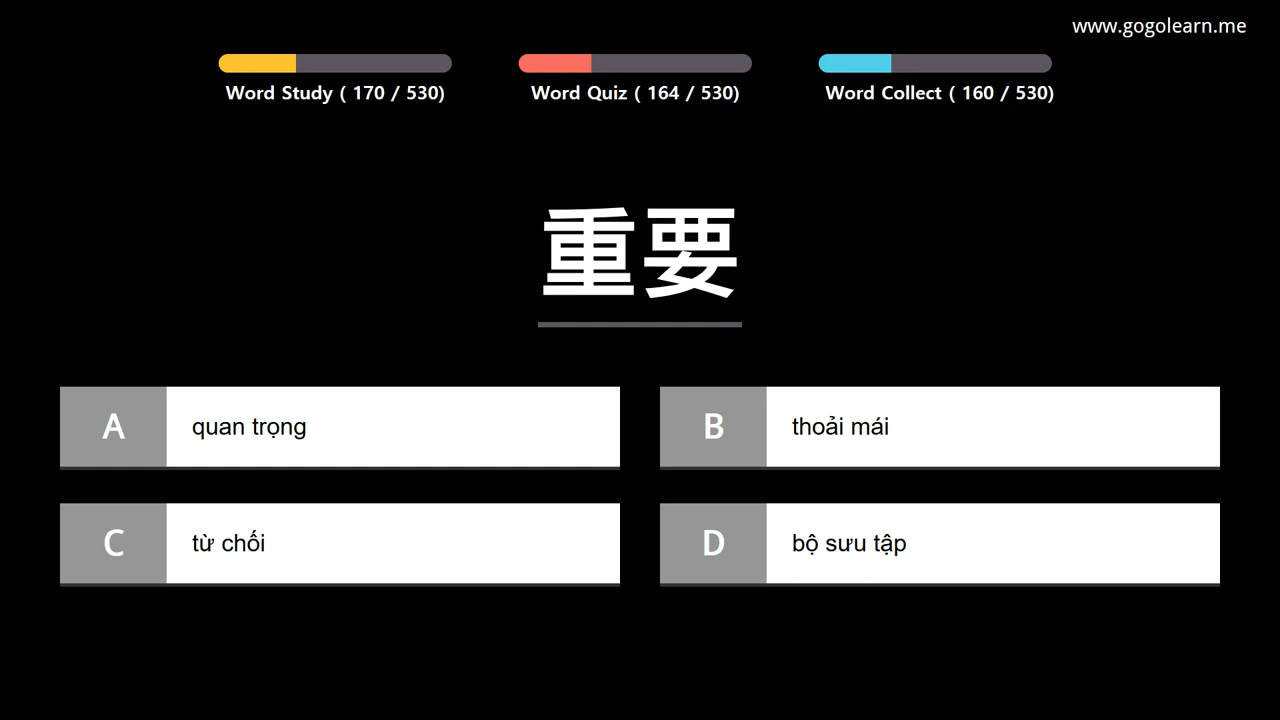 www.gogolearn.me
Word Study ( 170 / 530)
Word Quiz ( 164 / 530)
Word Collect ( 160 / 530)
重要
A quan trọng
B thoải mái
C từ chối
D bộ sưu tập